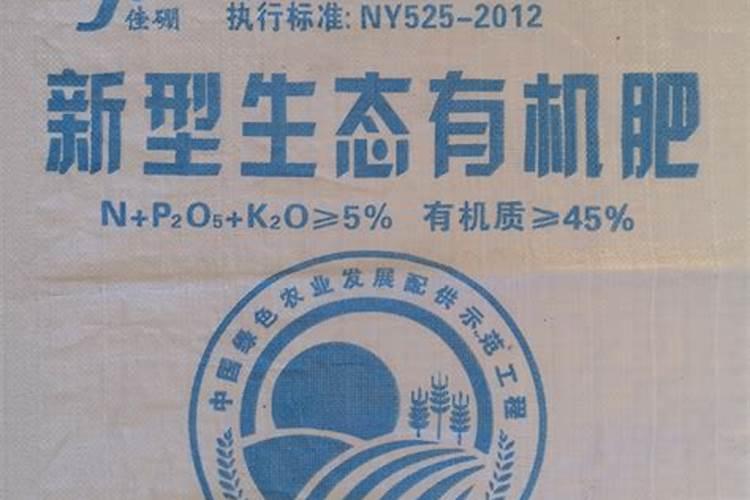 佳硼
执行标准: NY525-2012
新型生态有机肥
N+P₂O₅+K₂O≥5% 有机质≥45%
中国绿色农业发展配供示范工程